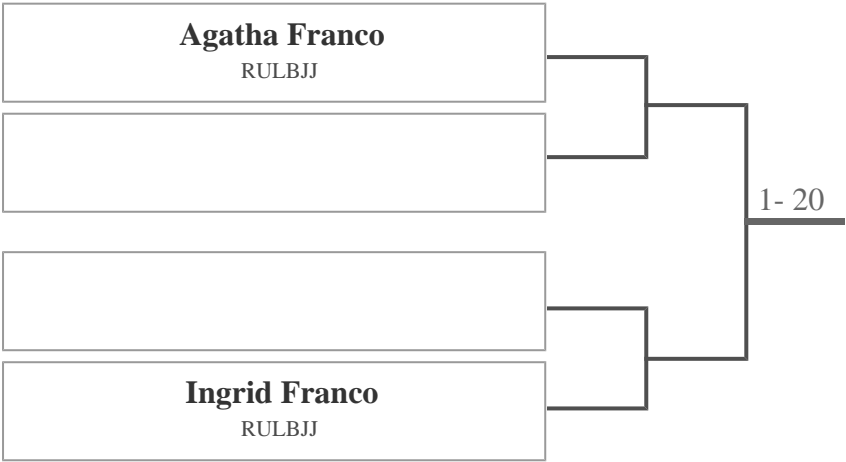 Agatha Franco
RULBJJ
1- 20
Ingrid Franco
RULBJJ